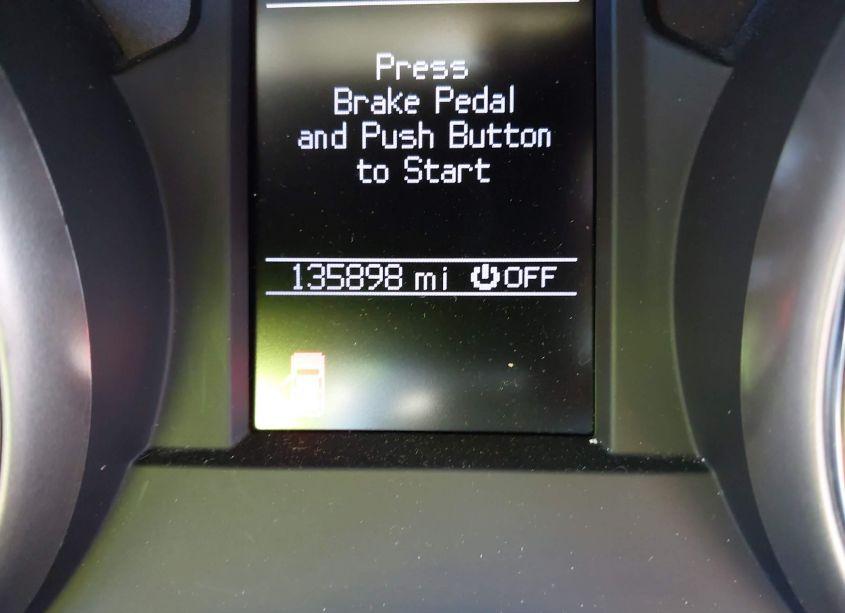 Press
Brake Pedal
and Push Button
to Start
135898 mi OFF